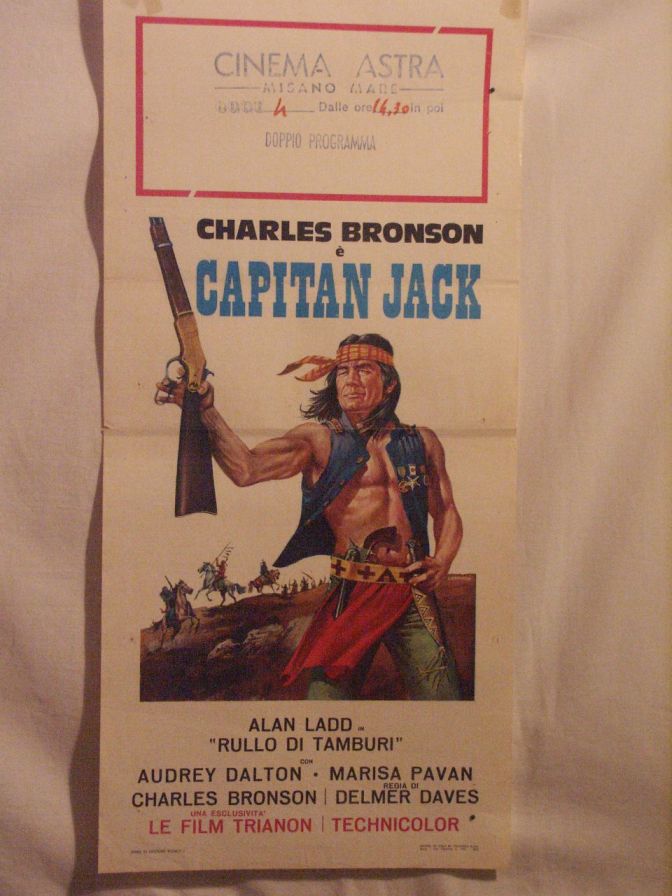 CINEMA ASTRA
MISANO MARE
4 Dalle ore 14,30 in poi
DOPPIO PROGRAMMA
CHARLES BRONSON
è
CAPITAN JACK
ALAN LADD in
"RULLO DI TAMBURI"
CON
AUDREY DALTON • MARISA PAVAN
CHARLES BRONSON | REGIA DI DELMER DAVES
UNA ESCLUSIVITA'
LE FILM TRIANON | TECHNICOLOR